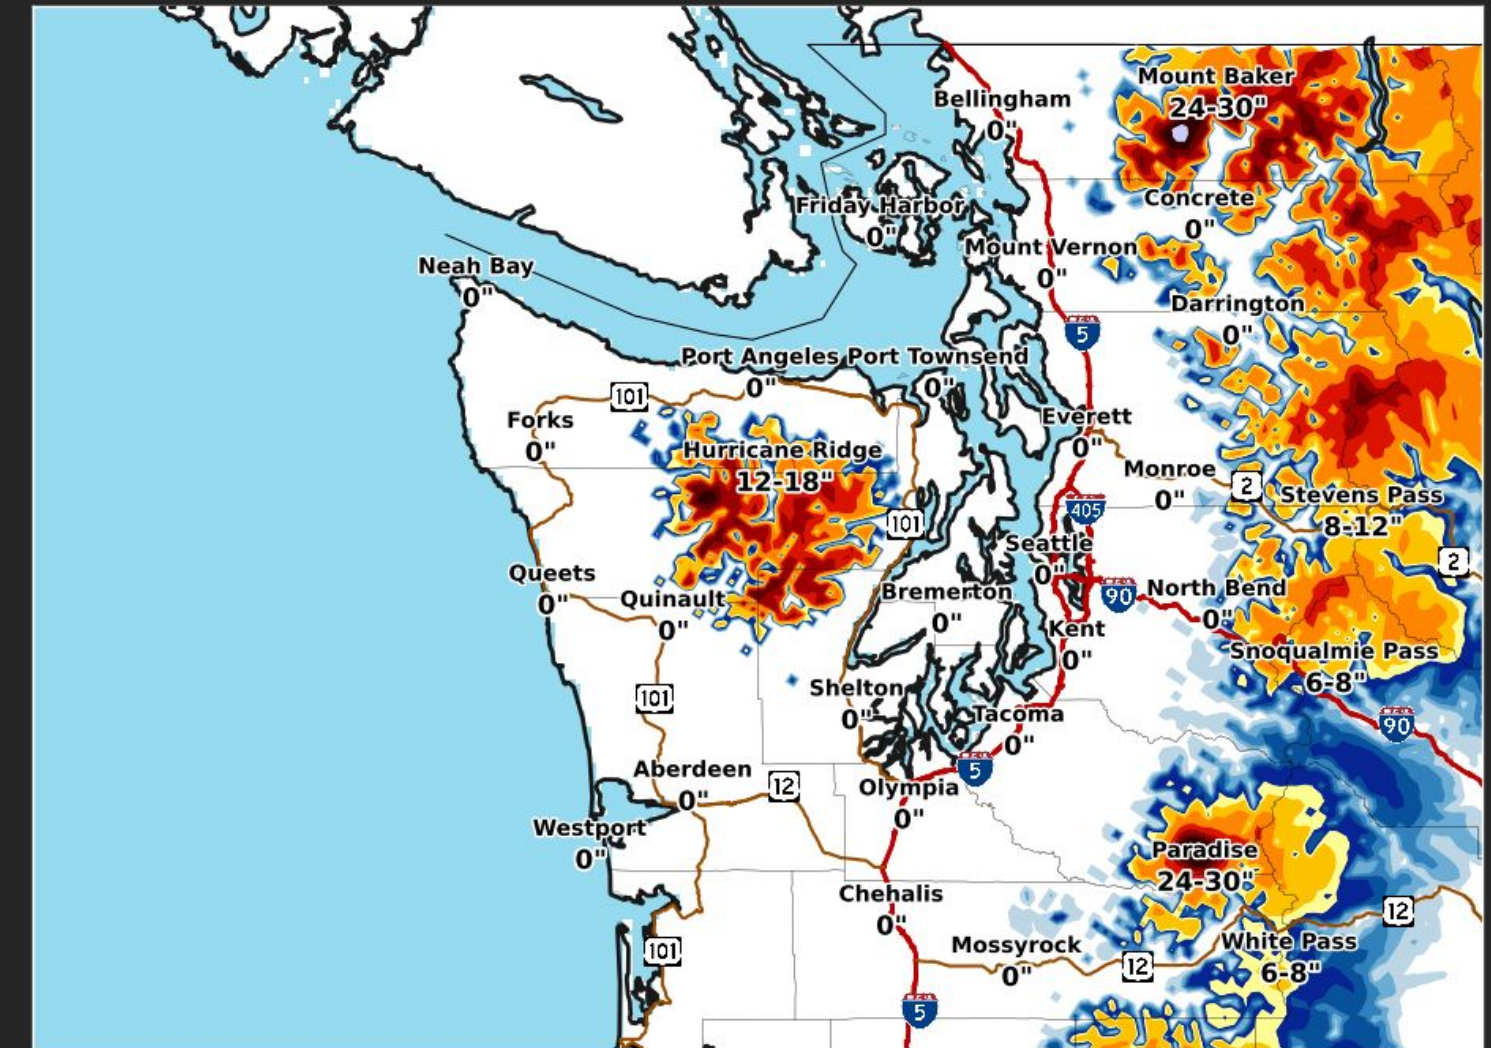 Mount Baker
24-30"
Bellingham
0"
Concrete
0"
Friday Harbor
0"
Mount Vernon
0"
Neah Bay
0"
Darrington
0"
5
Port Angeles
0"
Port Townsend
0"
101
Forks
0"
Everett
0"
Hurricane Ridge
12-18"
Monroe
0"
2
Stevens Pass
8-12"
405
101
Seattle
0"
2
Queets
0"
Quinault
0"
Bremerton
0"
90
North Bend
0"
Kent
0"
Snoqualmie Pass
6-8"
101
Shelton
0"
Tacoma
0"
90
Aberdeen
0"
12
5
Olympia
0"
Westport
0"
Paradise
24-30"
Chehalis
0"
12
101
Mossyrock
0"
12
White Pass
6-8"
5